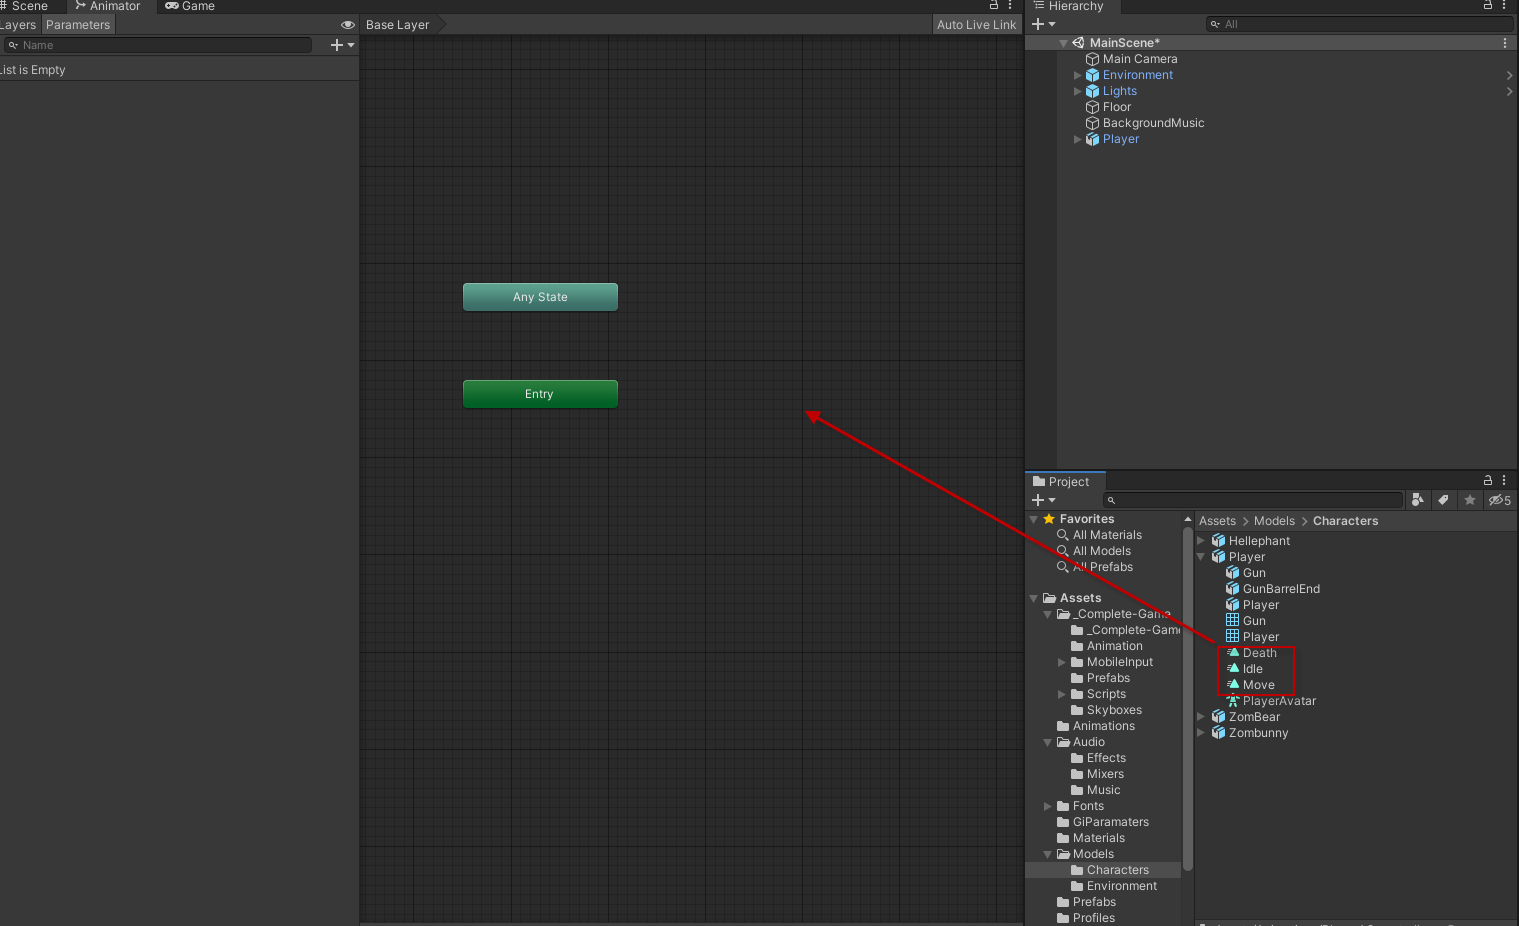 Scene Animator Game
Layers Parameters
Name
List is Empty
Base Layer Auto Live Link
Any State
Entry
Hierarchy
All
MainScene*
Main Camera
Environment
Lights
Floor
BackgroundMusic
Player
Project
5
Favorites
All Materials
All Models
All Prefabs
Assets
_Complete-Game
_Complete-Game
Animation
MobileInput
Prefabs
Scripts
Skyboxes
Animations
Audio
Effects
Mixers
Music
Fonts
GiParamaters
Materials
Models
Characters
Environment
Prefabs
Profiles
Assets > Models > Characters
Hellephant
Player
Gun
GunBarrelEnd
Player
Gun
Player
Death
Idle
Move
PlayerAvatar
ZomBear
Zombunny